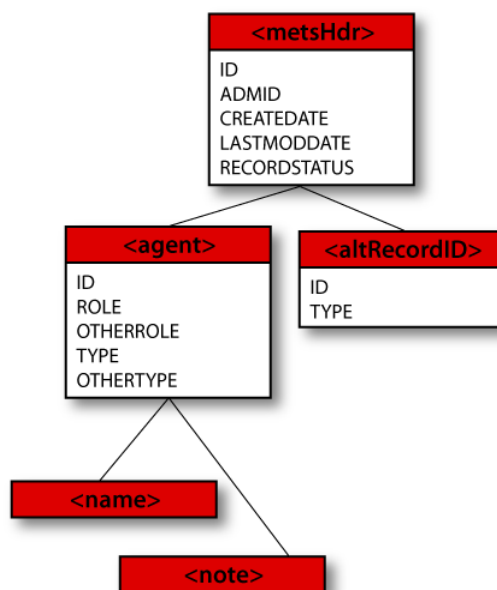 <metsHdr>
ID
ADMID
CREATEDATE
LASTMODDATE
RECORDSTATUS
<agent>
ID
ROLE
OTHERROLE
TYPE
OTHERTYPE
<altRecordID>
ID
TYPE
<name>
<note>